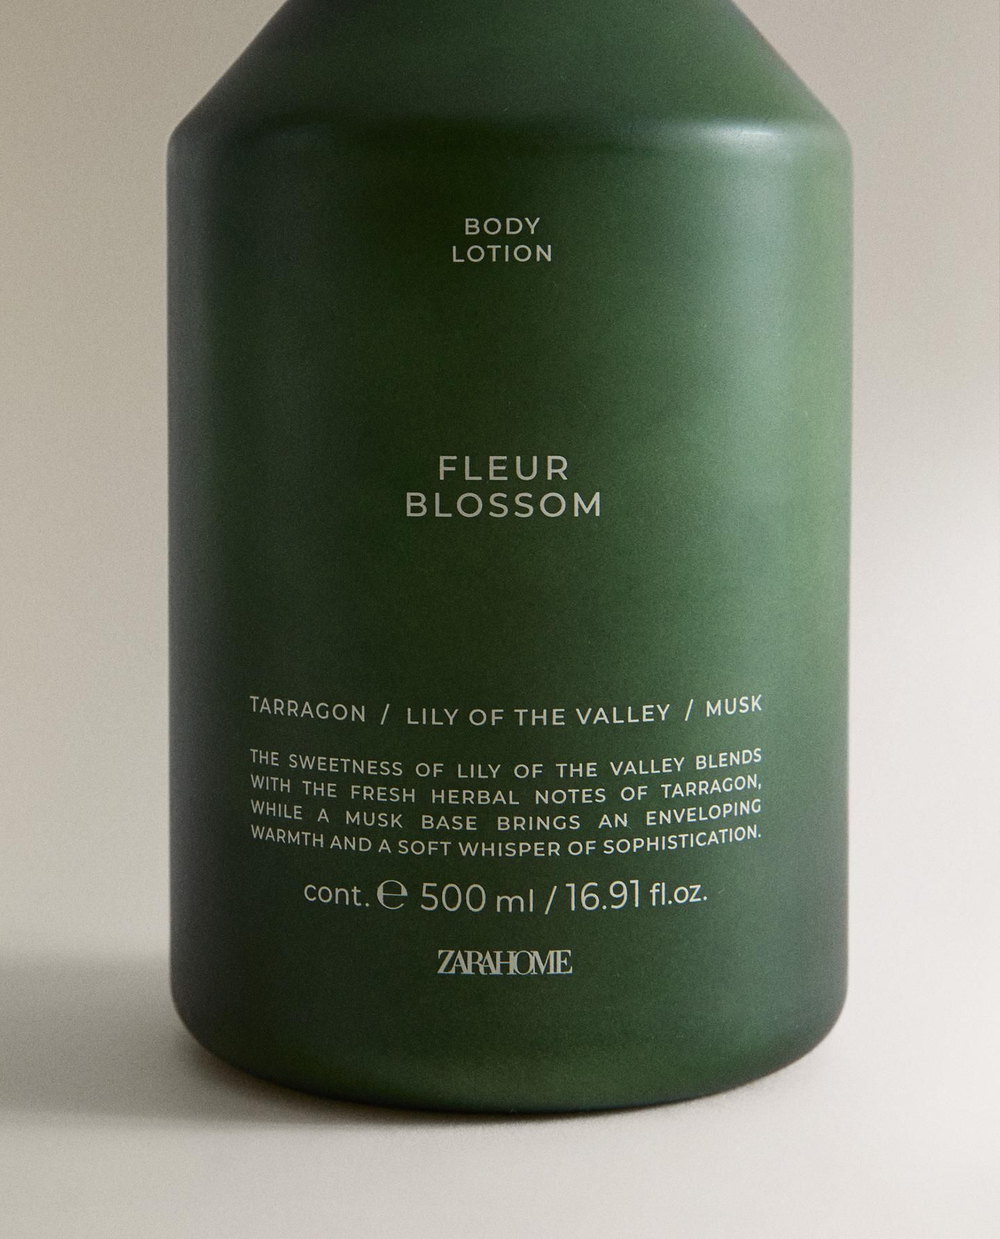 BODY
LOTION
FLEUR
BLOSSOM
TARRAGON / LILY OF THE VALLEY / MUSK
THE SWEETNESS OF LILY OF THE VALLEY BLENDS
WITH THE FRESH HERBAL NOTES OF TARRAGON,
WHILE A MUSK BASE BRINGS AN ENVELOPING
WARMTH AND A SOFT WHISPER OF SOPHISTICATION.
cont. ℮ 500 ml / 16.91 fl.oz.
ZARAHOME